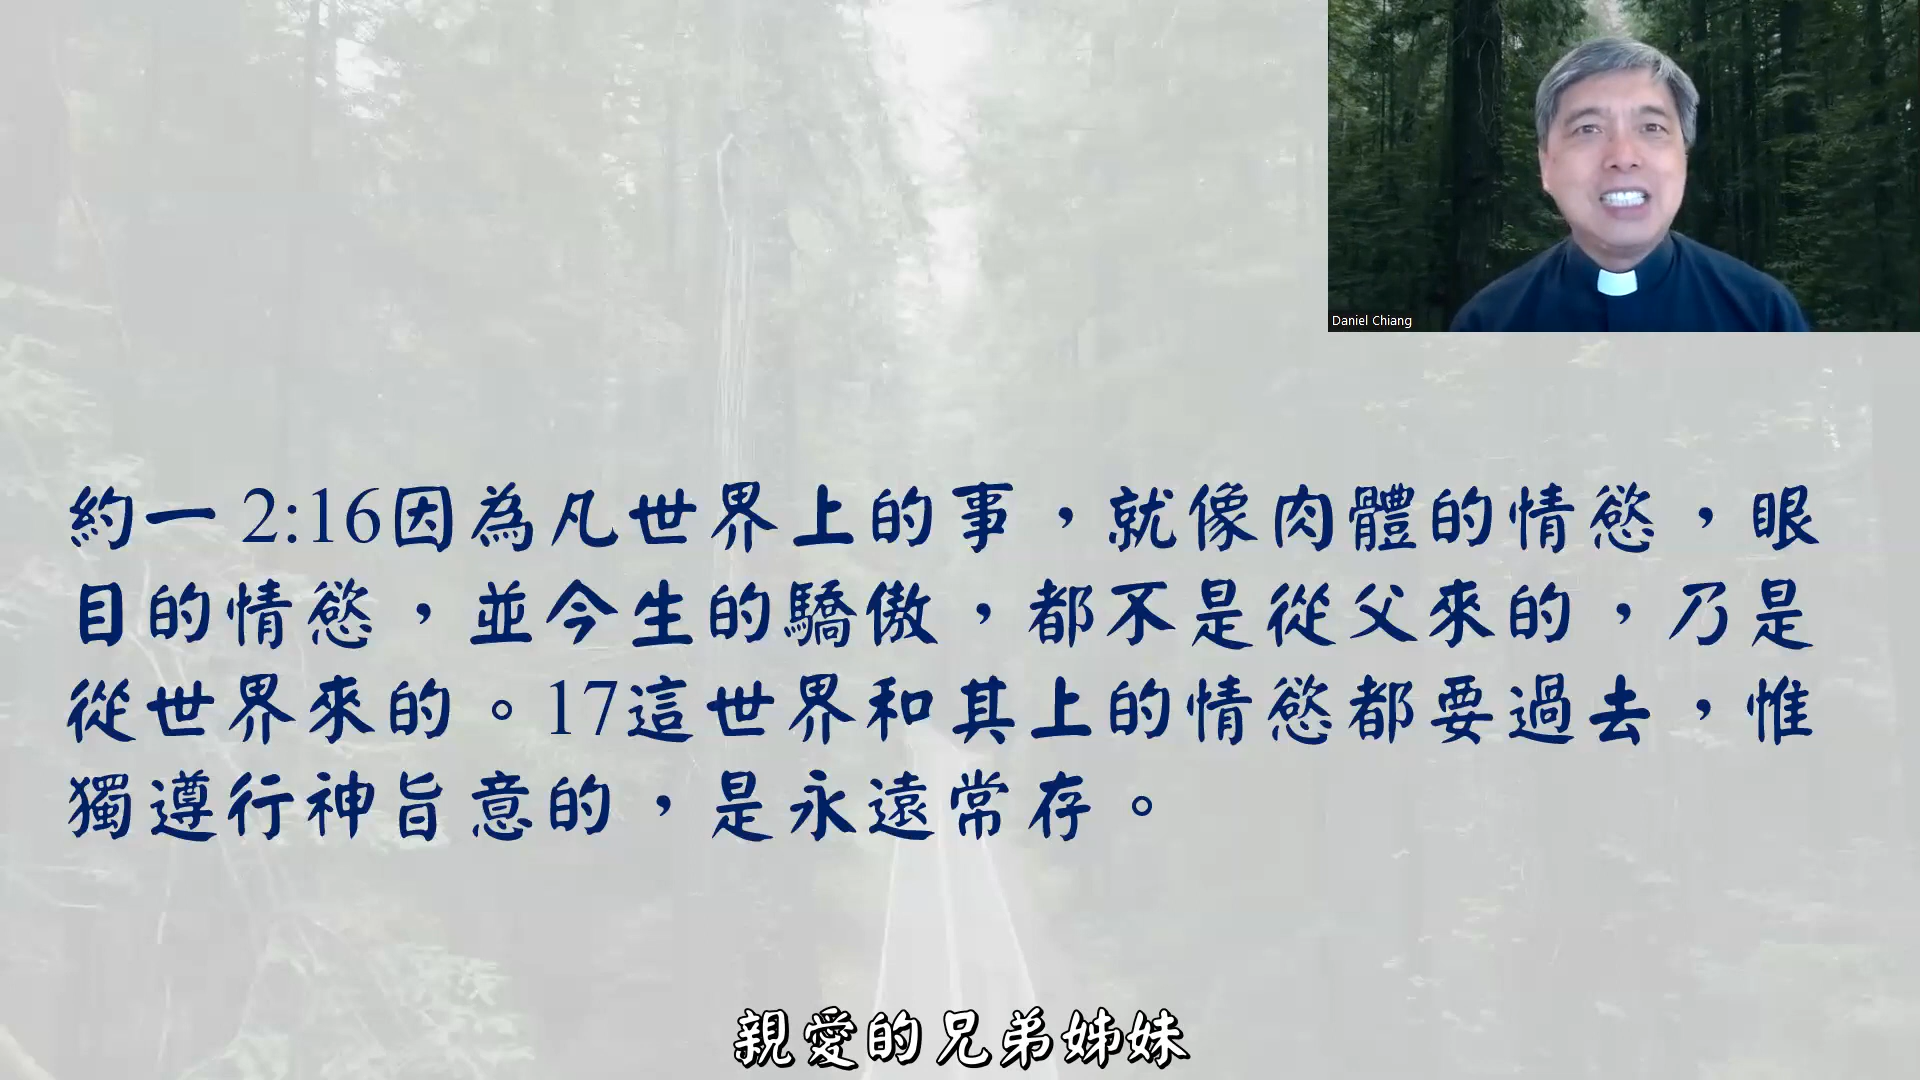 Daniel Chiang
約一 2:16因為凡世界上的事，就像肉體的情慾，眼
目的情慾，並今生的驕傲，都不是從父來的，乃是
從世界來的。17這世界和其上的情慾都要過去，惟
獨遵行神旨意的，是永遠常存。
親愛的兄弟姊妹